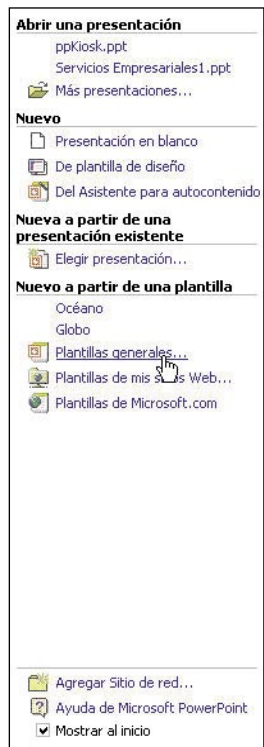 Abrir una presentación
ppKiosk.ppt
Servicios Empresariales1.ppt
Más presentaciones...
Nuevo
Presentación en blanco
De plantilla de diseño
Del Asistente para autocontenido
Nueva a partir de una
presentación existente
Elegir presentación...
Nuevo a partir de una plantilla
Océano
Globo
Plantillas generales...
Plantillas de mis sitios Web...
Plantillas de Microsoft.com
Agregar Sitio de red...
Ayuda de Microsoft PowerPoint
Mostrar al inicio